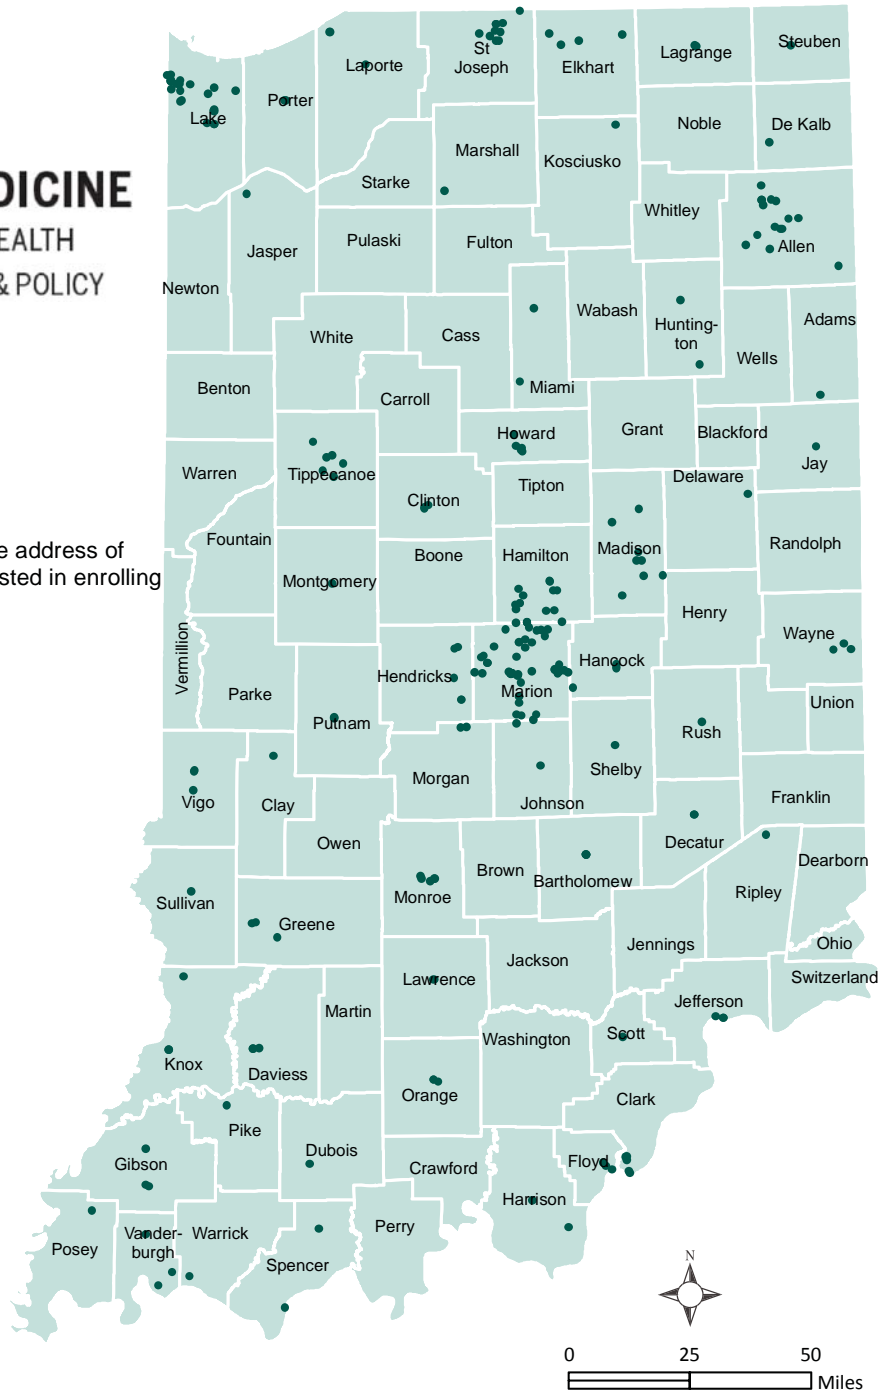 DICINE
EALTH
& POLICY
e address of
sted in enrolling
St
Joseph
Laporte
Elkhart
Lagrange
Steuben
Porter
Lake
Noble
De Kalb
Marshall
Kosciusko
Starke
Whitley
Jasper
Pulaski
Fulton
Allen
Newton
Wabash
Hunting-
ton
Adams
White
Cass
Wells
Miami
Benton
Carroll
Howard
Grant
Blackford
Jay
Warren
Tippecanoe
Delaware
Clinton
Tipton
Fountain
Boone
Hamilton
Madison
Randolph
Montgomery
Henry
Wayne
Vermillion
Hendricks
Hancock
Parke
Marion
Union
Putnam
Rush
Morgan
Shelby
Vigo
Clay
Johnson
Franklin
Owen
Decatur
Brown
Dearborn
Bartholomew
Monroe
Ripley
Sullivan
Greene
Jennings
Ohio
Jackson
Lawrence
Switzerland
Jefferson
Martin
Washington
Scott
Knox
Daviess
Orange
Clark
Pike
Dubois
Gibson
Crawford
Floyd
Harrison
Perry
Vander-
burgh
Warrick
Posey
Spencer
N
0 25 50
Miles